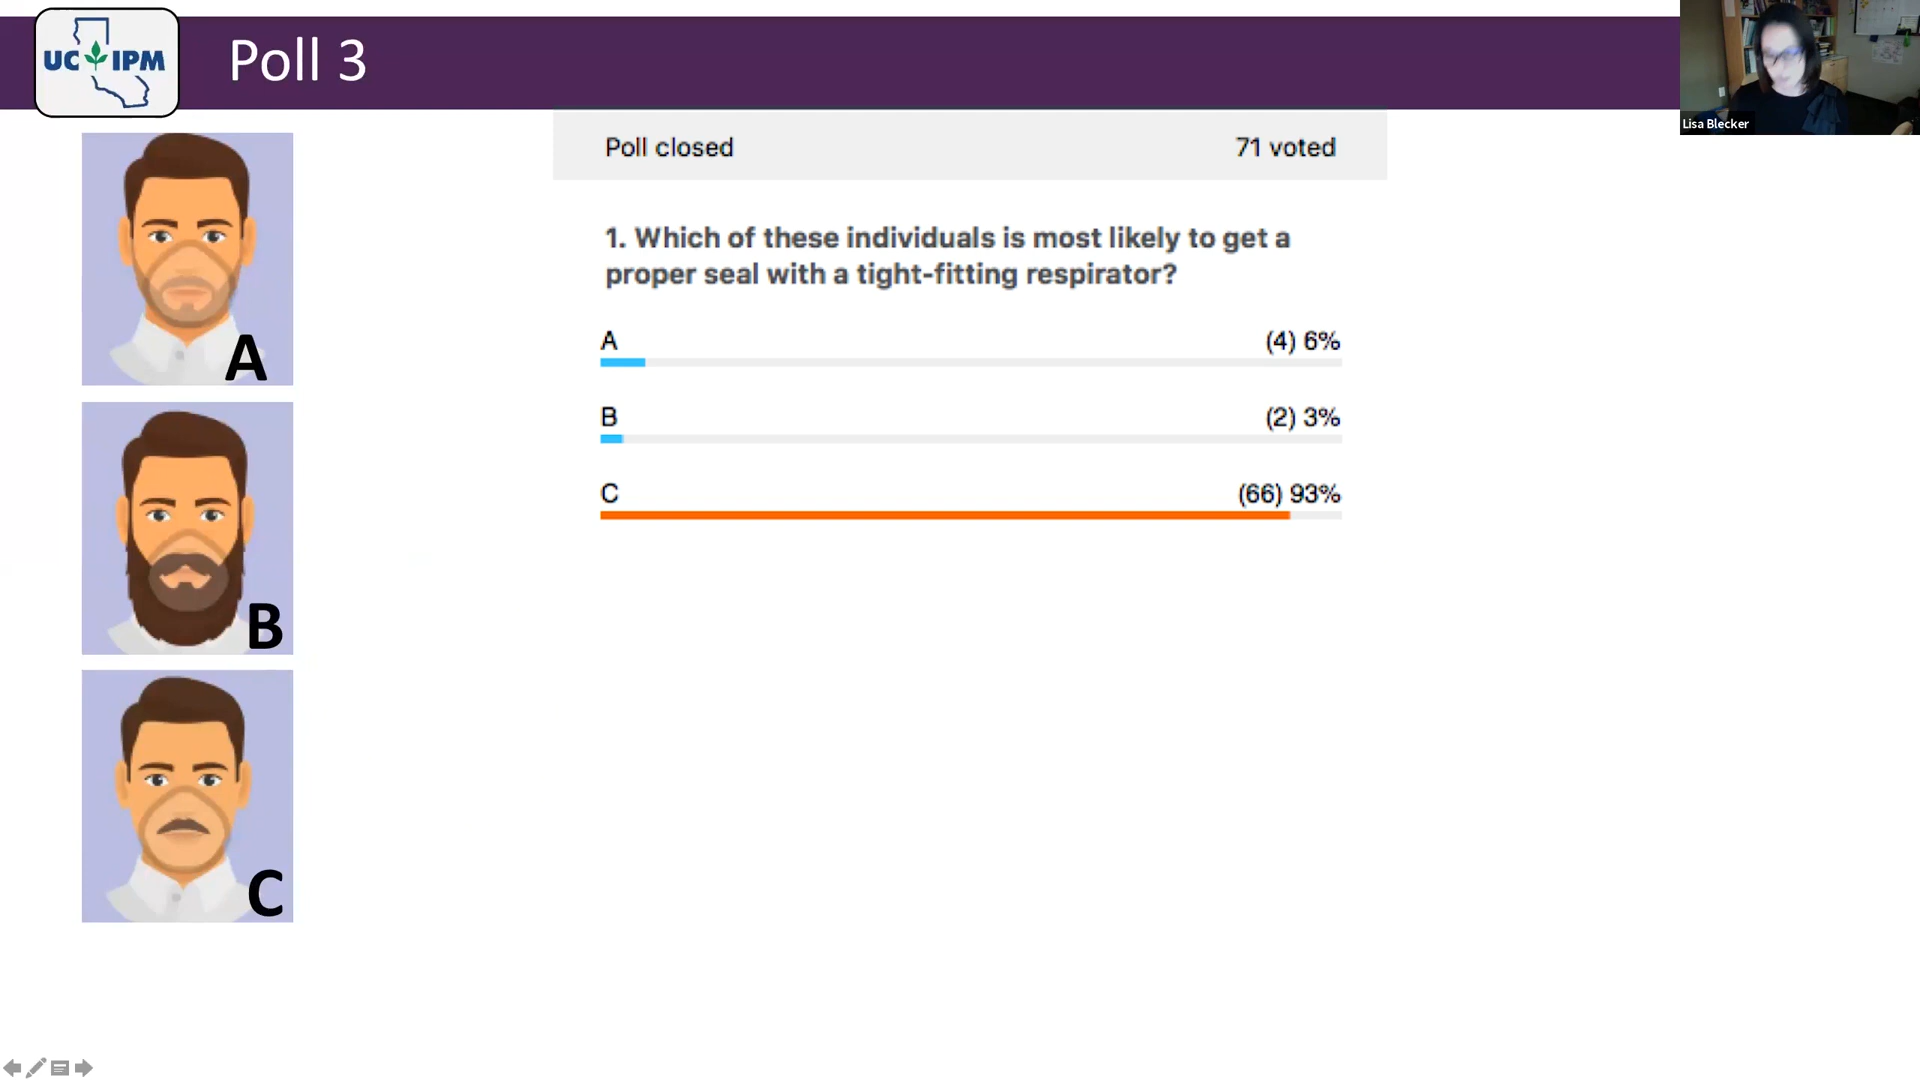 UC IPM
Poll 3
Lisa Blecker
Poll closed 71 voted
1. Which of these individuals is most likely to get a
proper seal with a tight-fitting respirator?
A (4) 6%
B (2) 3%
C (66) 93%
A
B
C